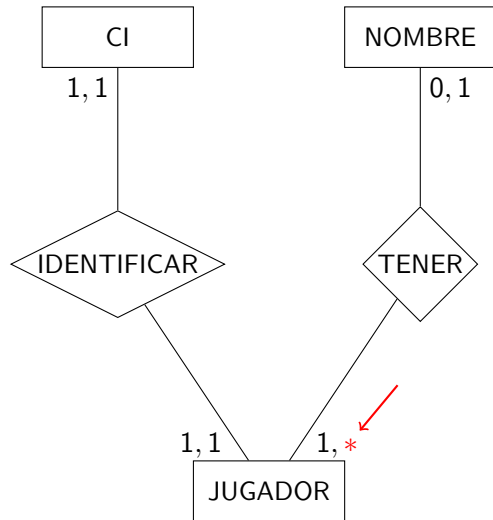 CI
NOMBRE
1, 1
0, 1
IDENTIFICAR
TENER
1, 1
1, *
JUGADOR